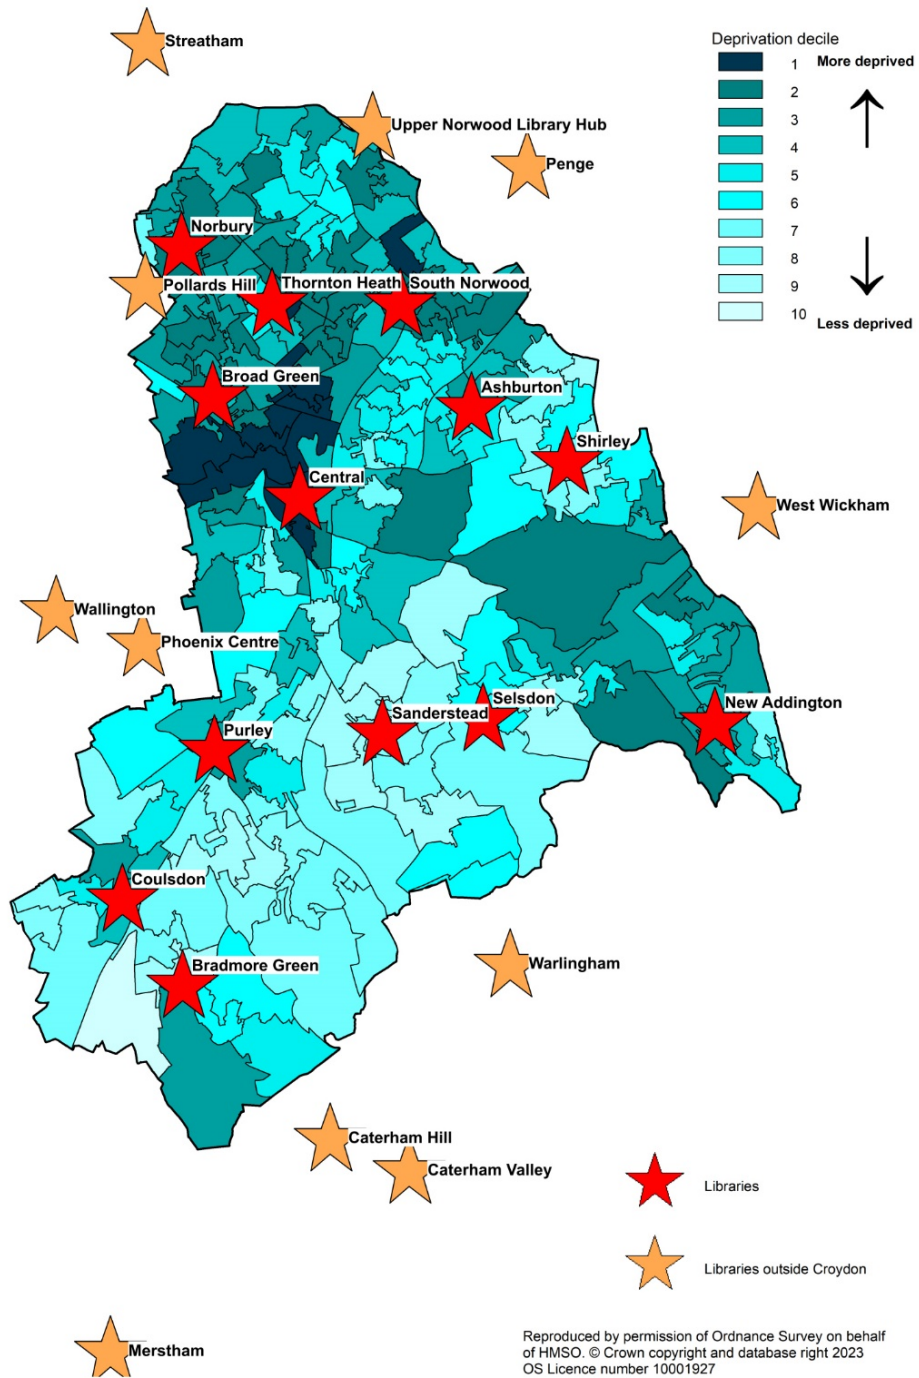 Streatham
Deprivation decile
1 More deprived
2
3
4
5
6
7
8
9
10
Less deprived
Upper Norwood Library Hub
Penge
Norbury
Pollards Hill
Thornton Heath
South Norwood
Broad Green
Ashburton
Shirley
Central
West Wickham
Wallington
Phoenix Centre
Selsdon
New Addington
Sanderstead
Purley
Coulsdon
Bradmore Green
Warlingham
Caterham Hill
Caterham Valley
Libraries
Libraries outside Croydon
Merstham
Reproduced by permission of Ordnance Survey on behalf
of HMSO. © Crown copyright and database right 2023
OS Licence number 10001927